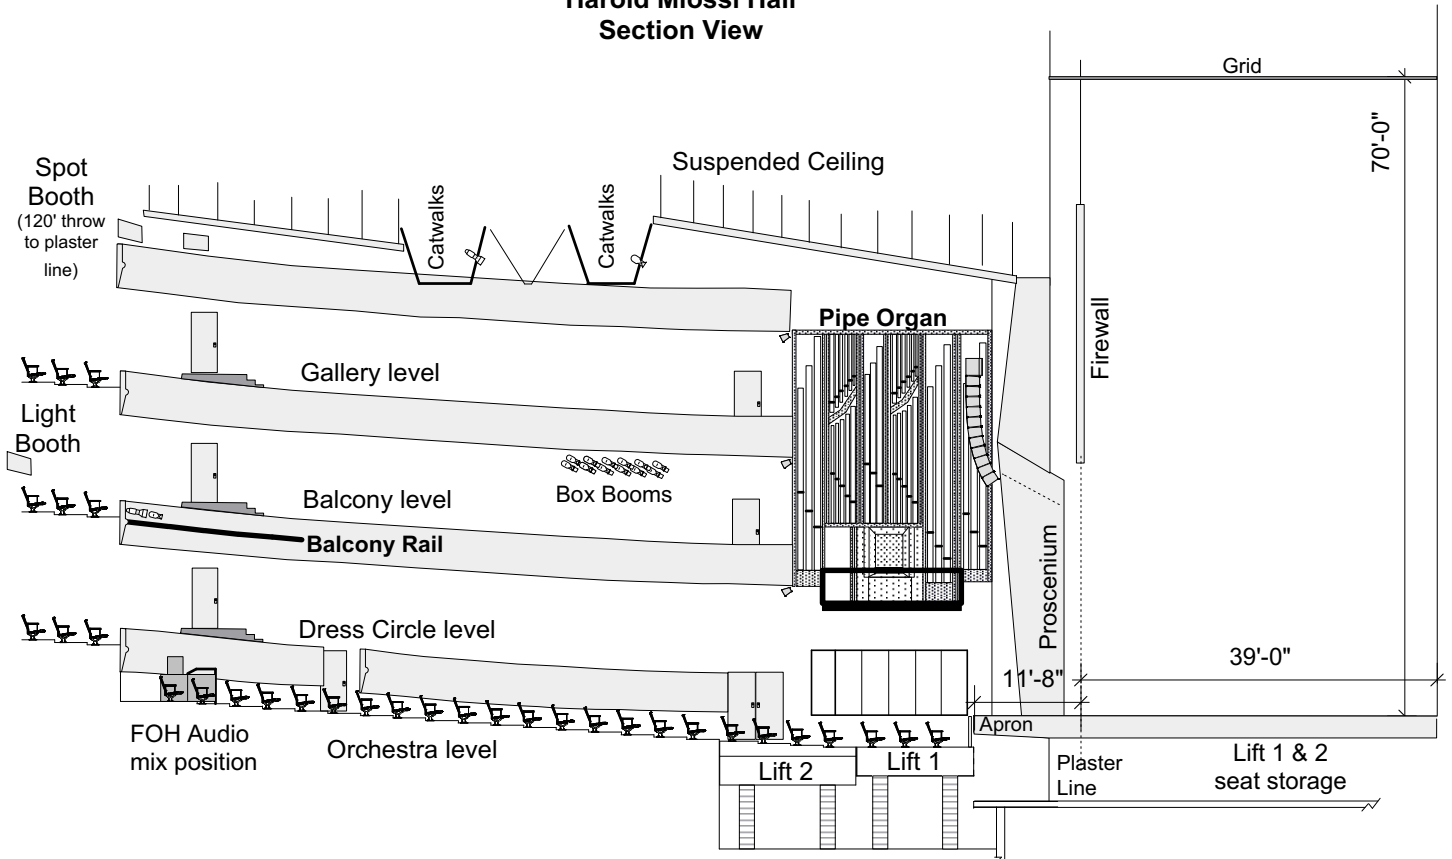 Harold Miossi Hall
Section View
Grid
70'-0"
Spot
Booth
(120' throw
to plaster
line)
Catwalks
Catwalks
Suspended Ceiling
Pipe Organ
Firewall
Gallery level
Light
Booth
Balcony level
Box Booms
Balcony Rail
Proscenium
Dress Circle level
39'-0"
11'-8"
Apron
FOH Audio
mix position
Orchestra level
Lift 2
Lift 1
Plaster
Line
Lift 1 & 2
seat storage